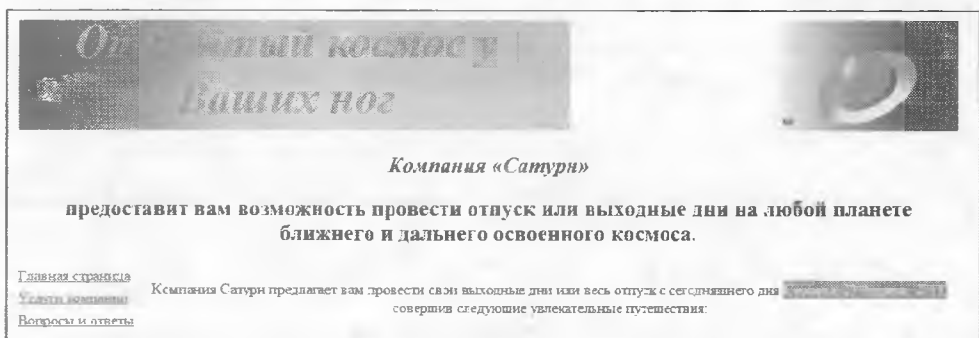 Открытый космос у
Ваших ног
Компания «Сатурн»
предоставит вам возможность провести отпуск или выходные дни на любой планете
ближнего и дальнего освоенного космоса.
Главная страница
Услуги компании
Вопросы и ответы
Компания Сатурн предлагает вам провести свои выходные дни или весь отпуск с сегодняшнего дня
совершив следующие увлекательные путешествия: